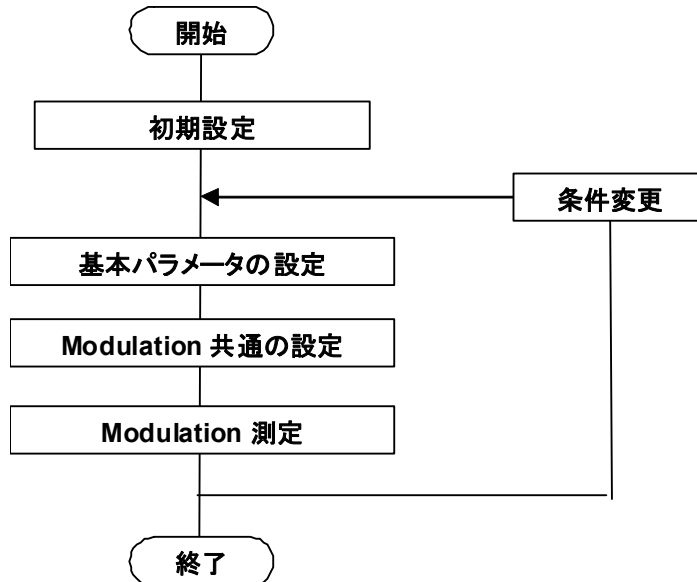 開始
初期設定
条件変更
基本パラメータの設定
Modulation 共通の設定
Modulation 測定
終了